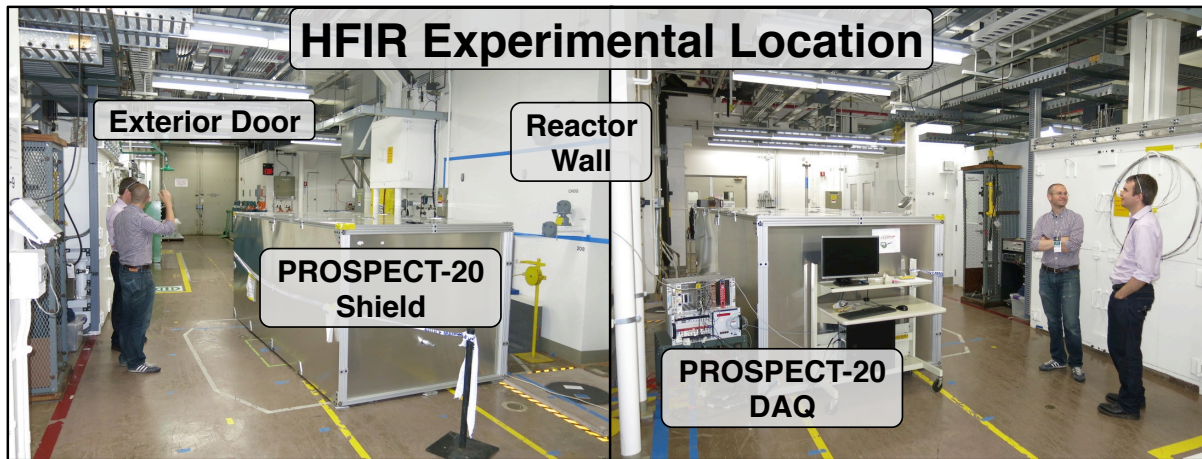 HFIR Experimental Location
Exterior Door
Reactor
Wall
PROSPECT-20
Shield
PROSPECT-20
DAQ